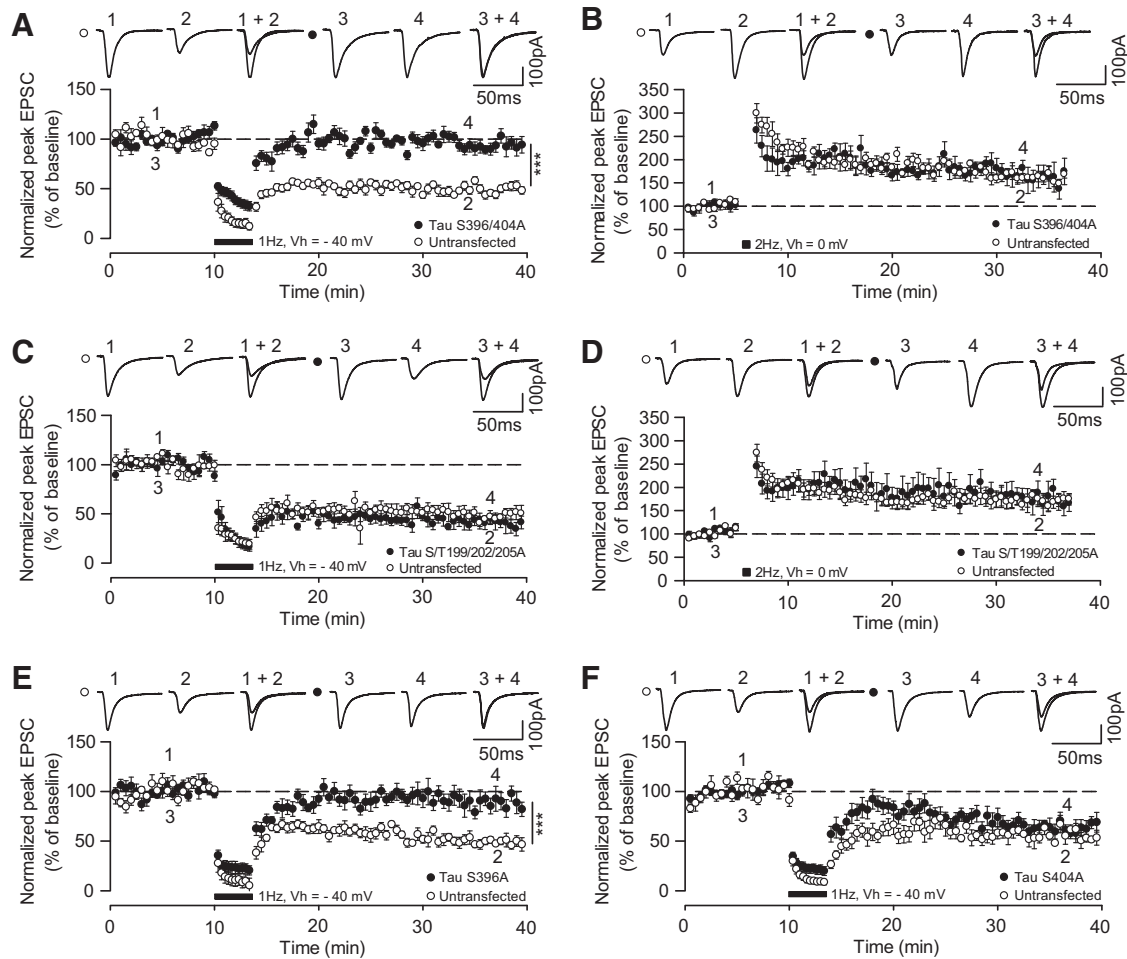 A
1 2 1 + 2 3 4 3 + 4
100pA
50ms
Normalized peak EPSC
(% of baseline)
150
100
50
0
1
3
4
2
***
Tau S396/404A
Untransfected
1Hz, Vh = - 40 mV
0 10 20 30 40
Time (min)
B
1 2 1 + 2 3 4 3 + 4
100pA
50ms
Normalized peak EPSC
(% of baseline)
350
300
250
200
150
100
50
0
1
3
4
2
Tau S396/404A
Untransfected
2Hz, Vh = 0 mV
0 10 20 30 40
Time (min)
C
1 2 1 + 2 3 4 3 + 4
100pA
50ms
Normalized peak EPSC
(% of baseline)
150
100
50
0
1
3
4
2
Tau S/T199/202/205A
Untransfected
1Hz, Vh = - 40 mV
0 10 20 30 40
Time (min)
D
1 2 1 + 2 3 4 3 + 4
100pA
50ms
Normalized peak EPSC
(% of baseline)
350
300
250
200
150
100
50
0
1
3
4
2
Tau S/T199/202/205A
Untransfected
2Hz, Vh = 0 mV
0 10 20 30 40
Time (min)
E
1 2 1 + 2 3 4 3 + 4
100pA
50ms
Normalized peak EPSC
(% of baseline)
150
100
50
0
1
3
4
2
***
Tau S396A
Untransfected
1Hz, Vh = - 40 mV
0 10 20 30 40
Time (min)
F
1 2 1 + 2 3 4 3 + 4
100pA
50ms
Normalized peak EPSC
(% of baseline)
150
100
50
0
1
3
4
2
Tau S404A
Untransfected
1Hz, Vh = - 40 mV
0 10 20 30 40
Time (min)